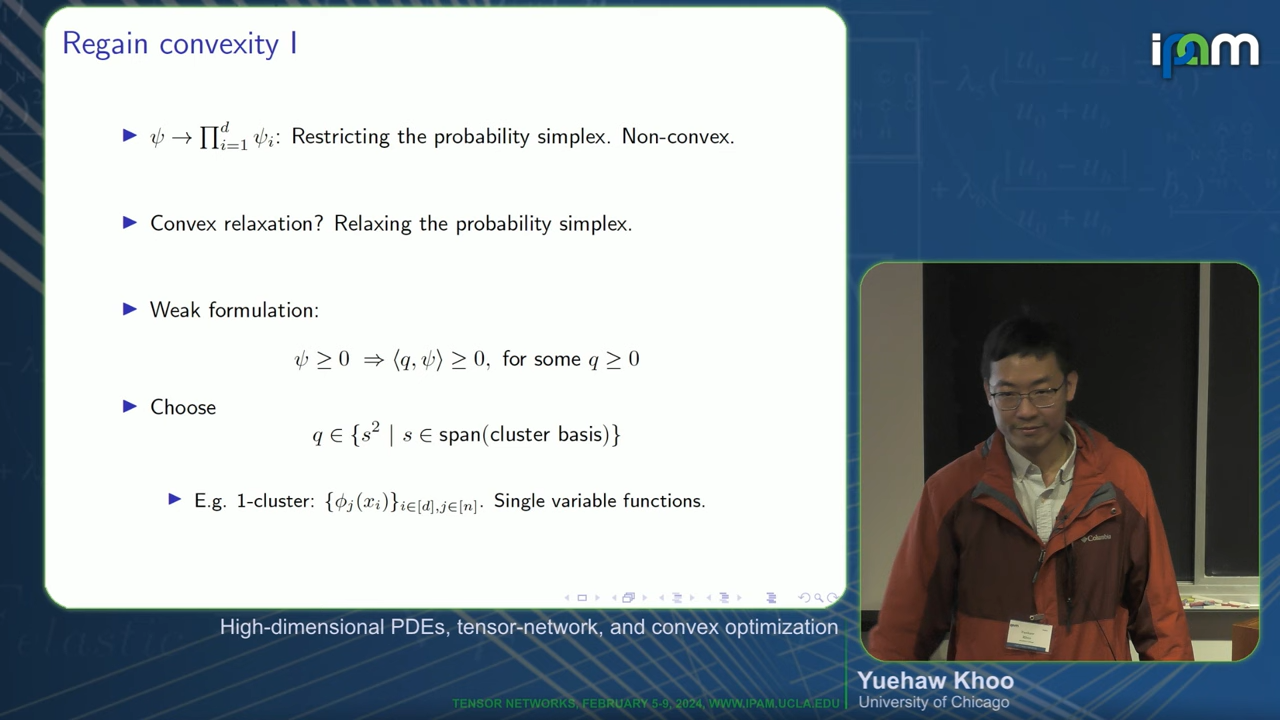 Regain convexity I
ipam
▶ ψ → ∏_{i=1}^{d} ψ_i: Restricting the probability simplex. Non-convex.
▶ Convex relaxation? Relaxing the probability simplex.
▶ Weak formulation:
ψ ≥ 0 ⇒ ⟨q, ψ⟩ ≥ 0, for some q ≥ 0
▶ Choose
q ∈ {s² | s ∈ span(cluster basis)}
▶ E.g. 1-cluster: {φ_j(x_i)}_{i∈[d],j∈[n]}. Single variable functions.
Columbia
High-dimensional PDEs, tensor-network, and convex optimization
Yuehaw Khoo
University of Chicago
TENSOR NETWORKS, FEBRUARY 5-9, 2024, WWW.IPAM.UCLA.EDU